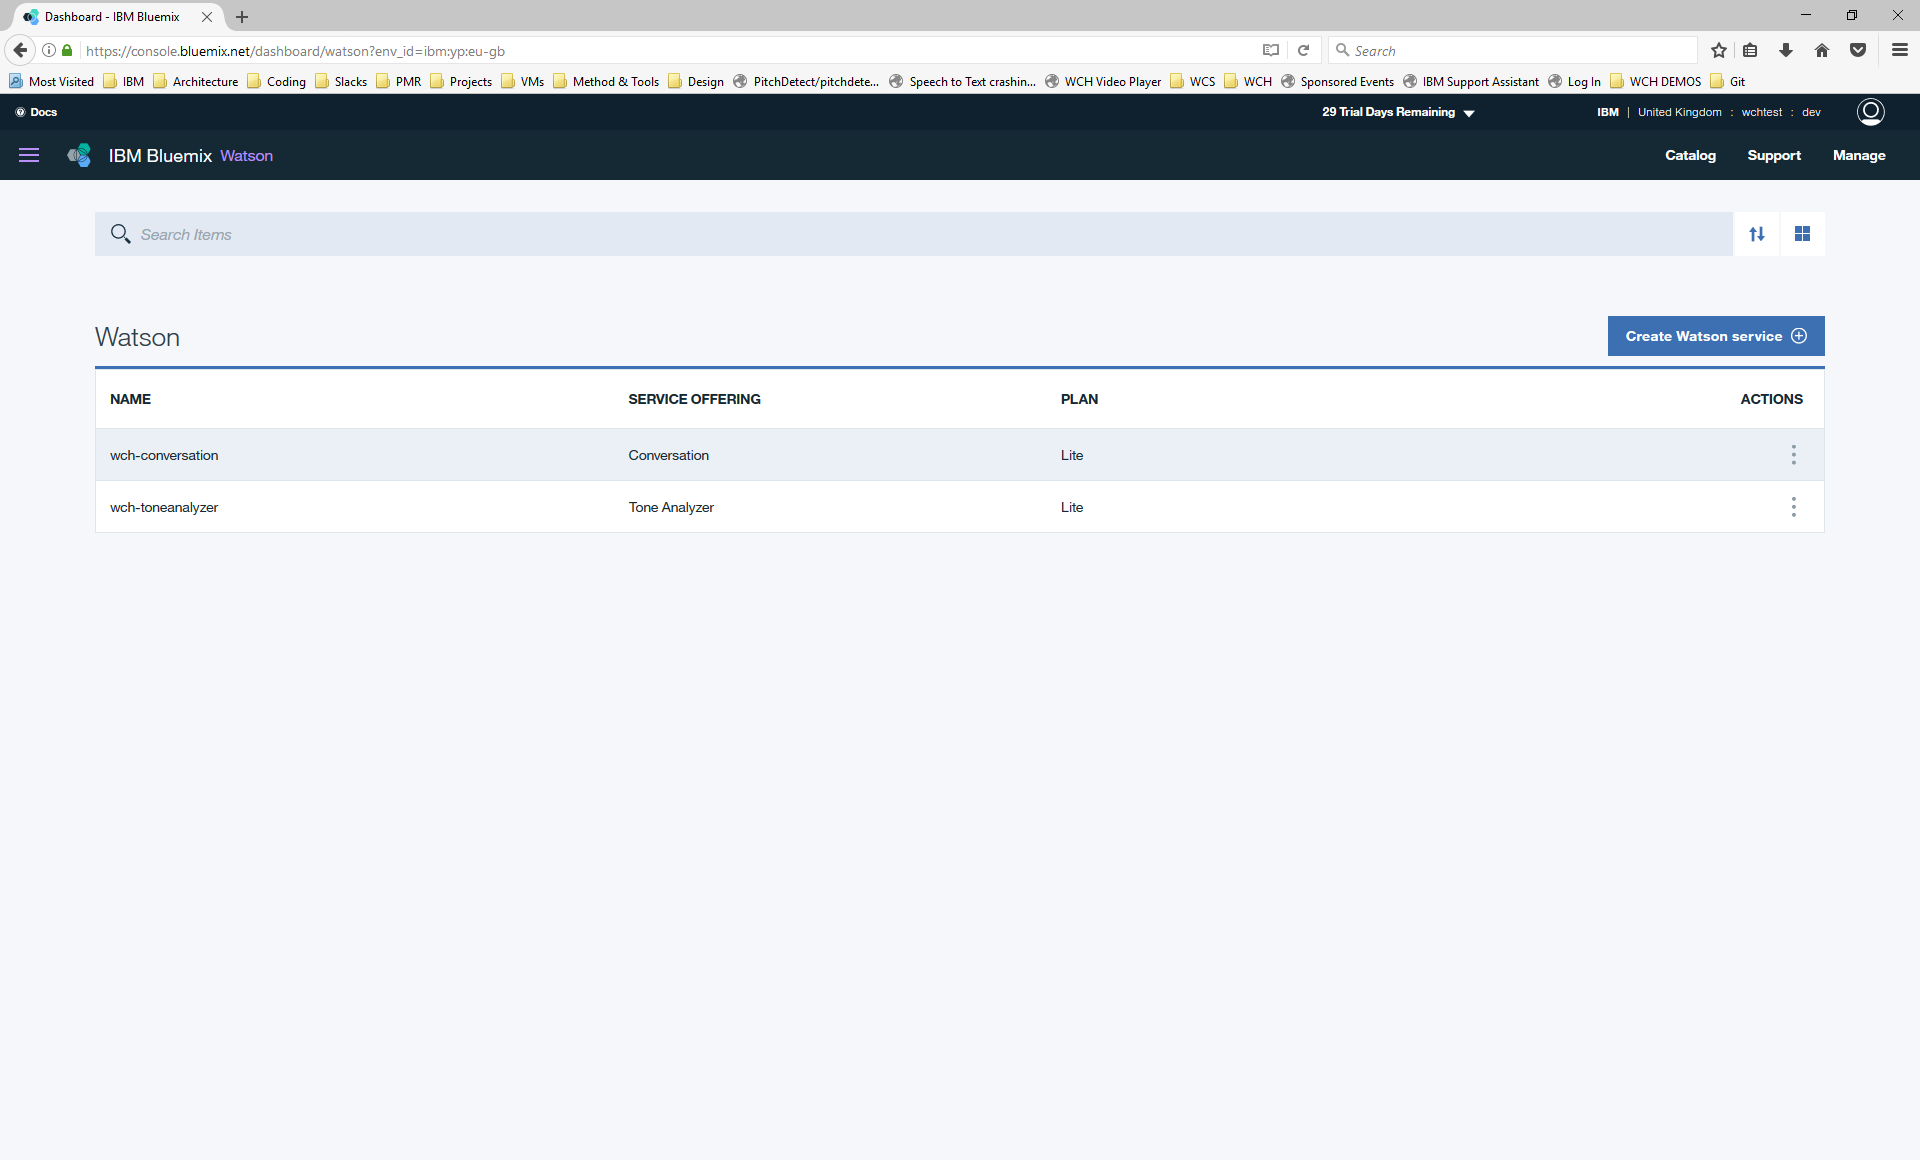 Dashboard - IBM Bluemix
https://console.bluemix.net/dashboard/watson?env_id=ibm:yp:eu-gb
Search
Most Visited IBM Architecture Coding Slacks PMR Projects VMs Method & Tools Design PitchDetect/pitchdete... Speech to Text crashin... WCH Video Player WCS WCH Sponsored Events IBM Support Assistant Log In WCH DEMOS Git
Docs 29 Trial Days Remaining IBM | United Kingdom : wchtest : dev
IBM Bluemix Watson Catalog Support Manage
Search Items
Watson Create Watson service
NAME SERVICE OFFERING PLAN ACTIONS
wch-conversation Conversation Lite
wch-toneanalyzer Tone Analyzer Lite